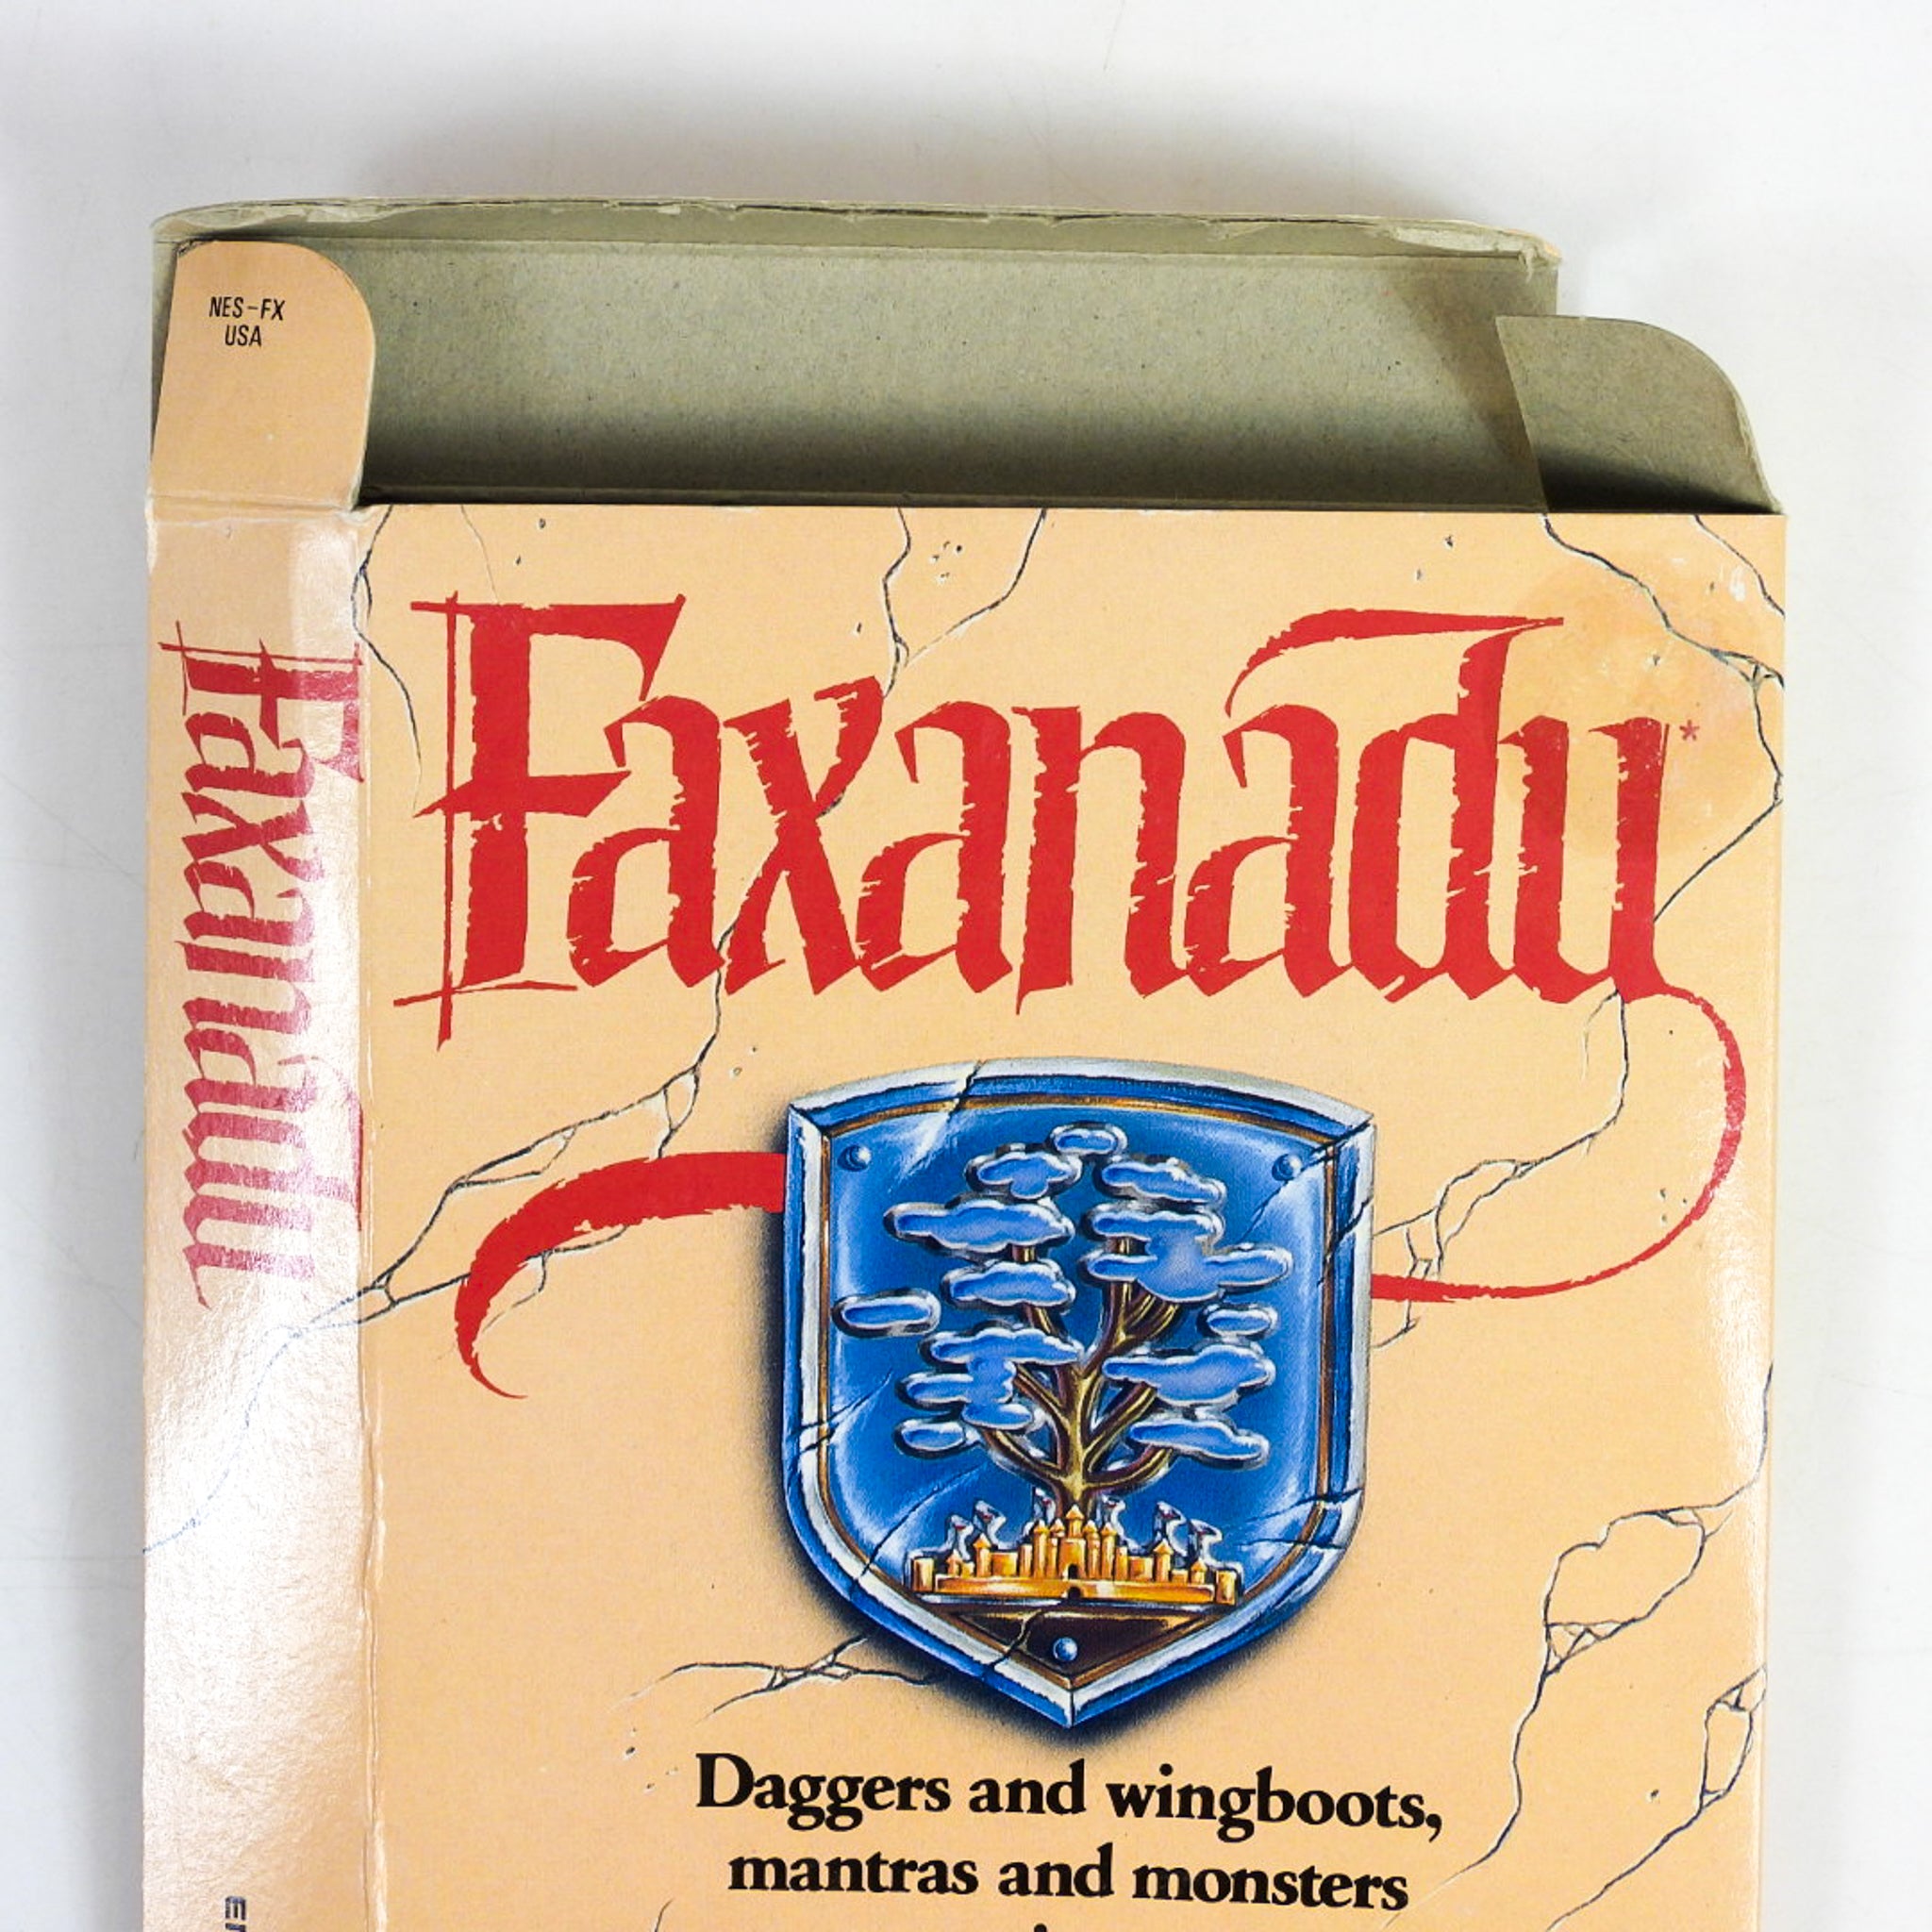 NES-FX
USA
Faxanadu*
Faxanadu
Daggers and wingboots,
mantras and monsters